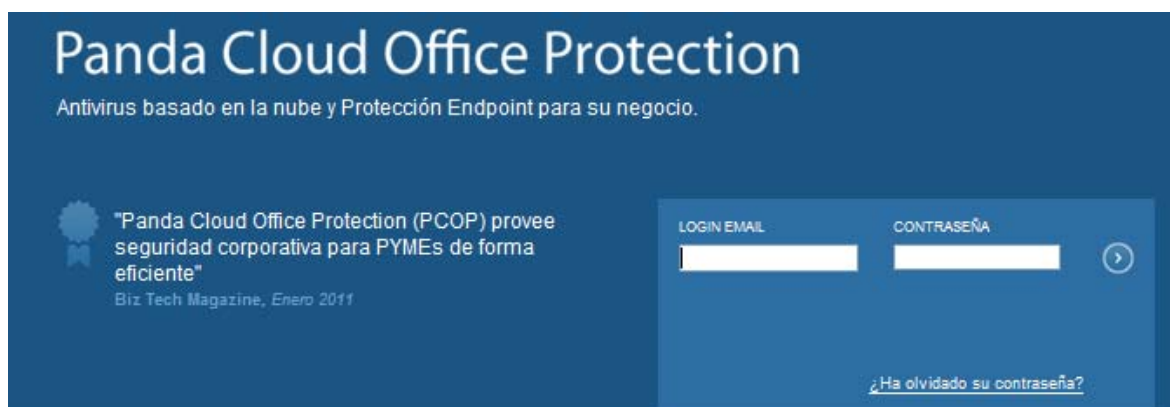 Panda Cloud Office Protection
Antivirus basado en la nube y Protección Endpoint para su negocio.
"Panda Cloud Office Protection (PCOP) provee
seguridad corporativa para PYMEs de forma
eficiente"
Biz Tech Magazine, Enero 2011
LOGIN EMAIL
CONTRASEÑA
¿Ha olvidado su contraseña?